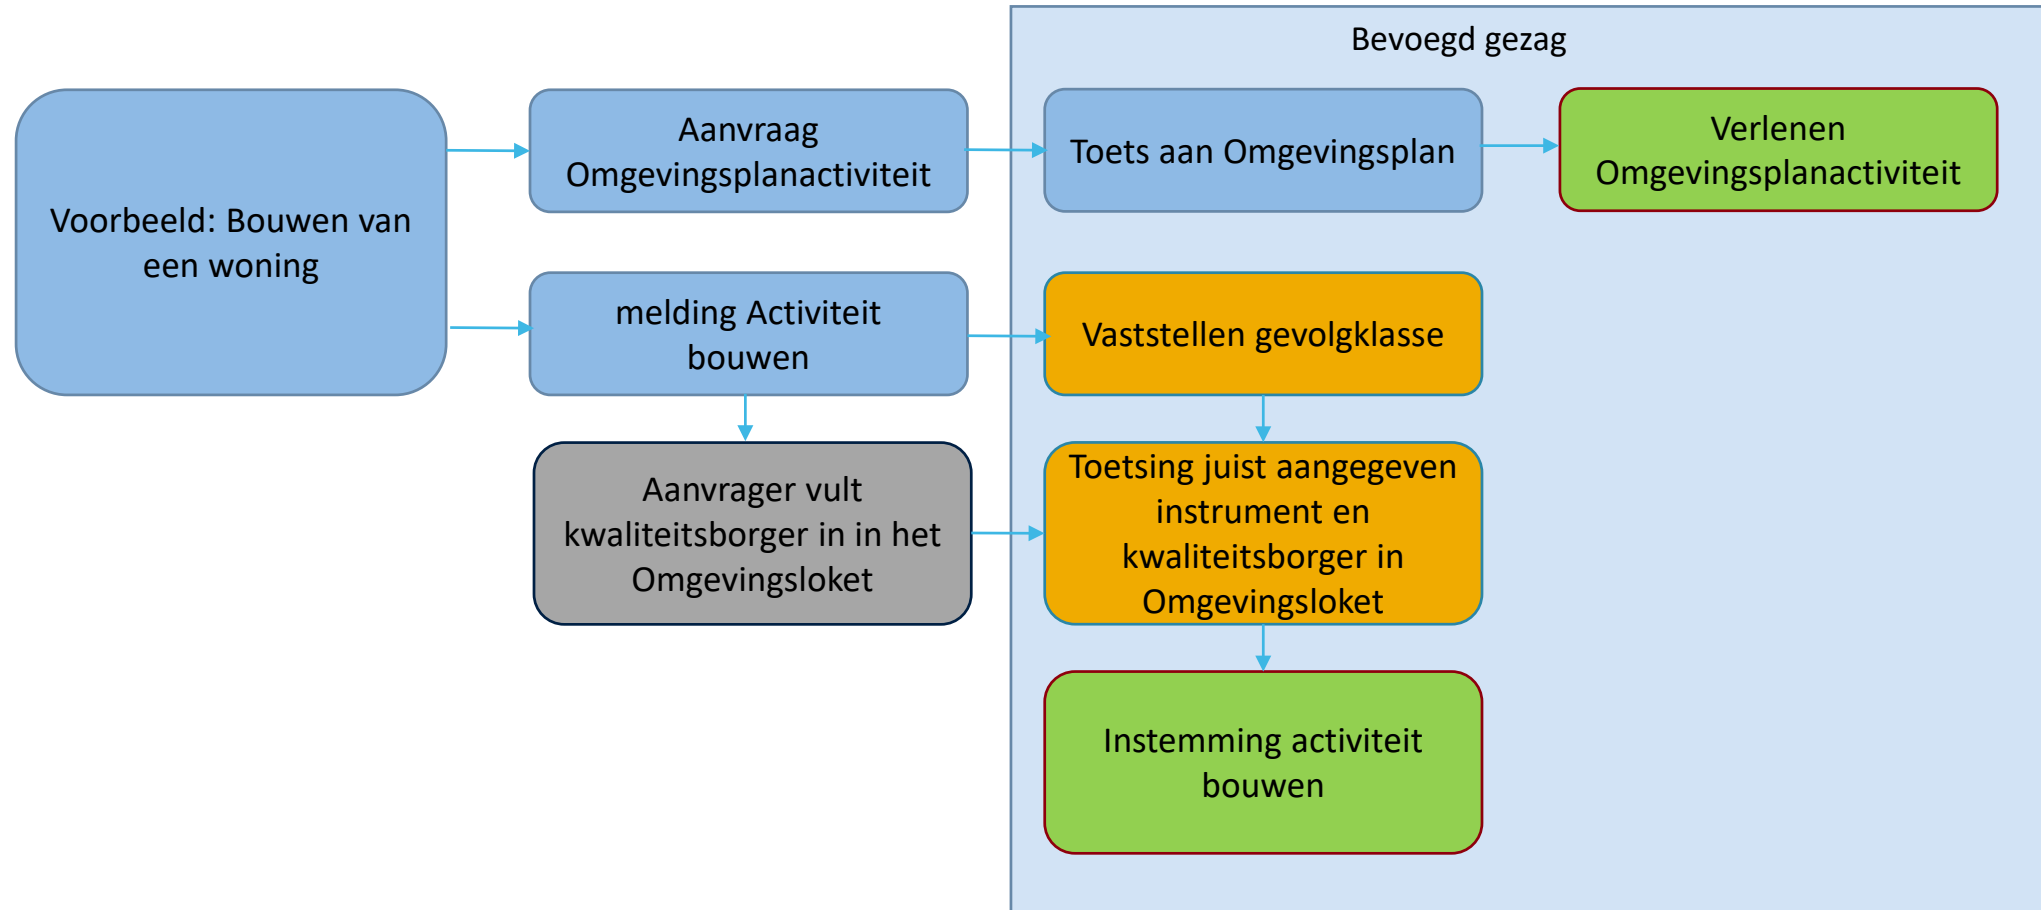 Bevoegd gezag
Voorbeeld: Bouwen van
een woning
Aanvraag
Omgevingsplanactiviteit
Toets aan Omgevingsplan
Verlenen
Omgevingsplanactiviteit
melding Activiteit
bouwen
Vaststellen gevolgklasse
Aanvrager vult
kwaliteitsborger in in het
Omgevingsloket
Toetsing juist aangegeven
instrument en
kwaliteitsborger in
Omgevingsloket
Instemming activiteit
bouwen